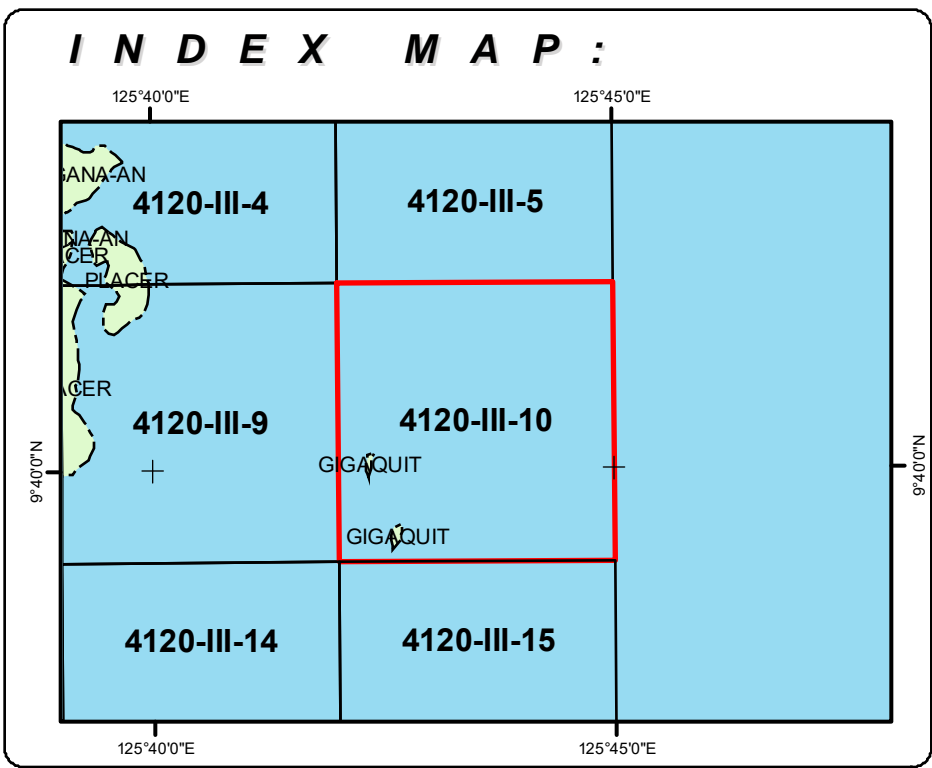 INDEX MAP:
125°40'0"E 125°45'0"E
GANA-AN
4120-III-4 4120-III-5
NA-AN
CER
PLACER
ACER
4120-III-9 4120-III-10
9°40'0"N 9°40'0"N
GIGAQUIT
GIGAQUIT
4120-III-14 4120-III-15
125°40'0"E 125°45'0"E